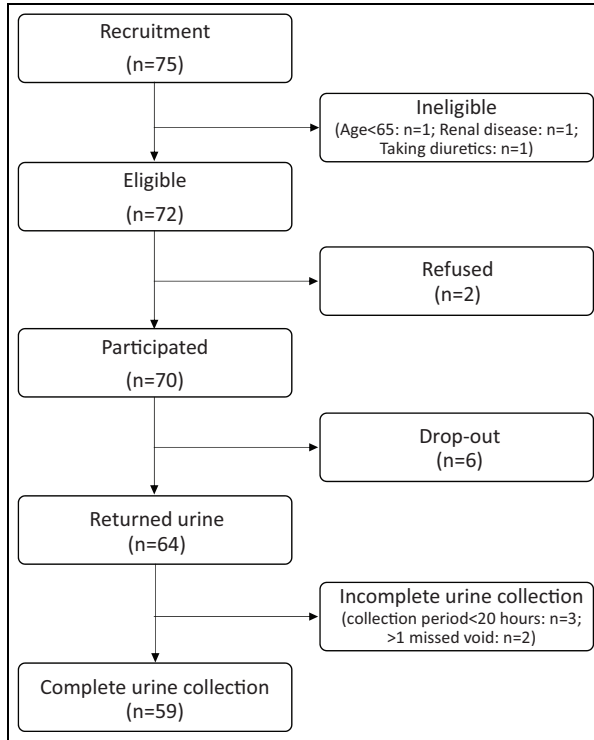 Recruitment
(n=75)
Ineligible
(Age<65: n=1; Renal disease: n=1;
Taking diuretics: n=1)
Eligible
(n=72)
Refused
(n=2)
Participated
(n=70)
Drop-out
(n=6)
Returned urine
(n=64)
Incomplete urine collection
(collection period<20 hours: n=3;
>1 missed void: n=2)
Complete urine collection
(n=59)